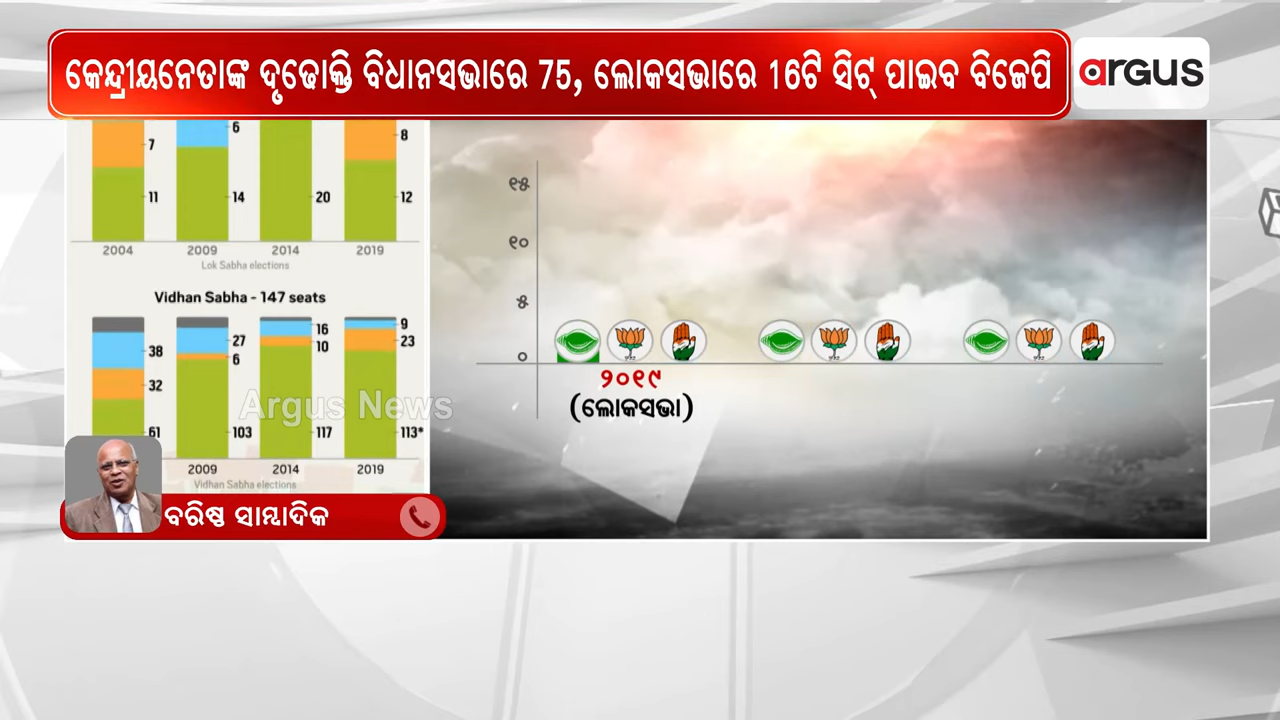 କେନ୍ଦ୍ରୀୟନେତାଙ୍କ ଦୃଢୋକ୍ତି ବିଧାନସଭାରେ 75, ଲୋକସଭାରେ 16ଟି ସିଟ୍ ପାଇବ ବିଜେପି
argus
6
7
8
11
14
20
12
2004 2009 2014 2019
Lok Sabha elections
Vidhan Sabha - 147 seats
38
32
61
27
6
103
16
10
117
9
23
113*
2009 2014 2019
Vidhan Sabha elections
Argus News
ବରିଷ୍ଠ ସାମ୍ବାଦିକ
୧୫
୧୦
୫
୦
୨୦୧୯
(ଲୋକସଭା)